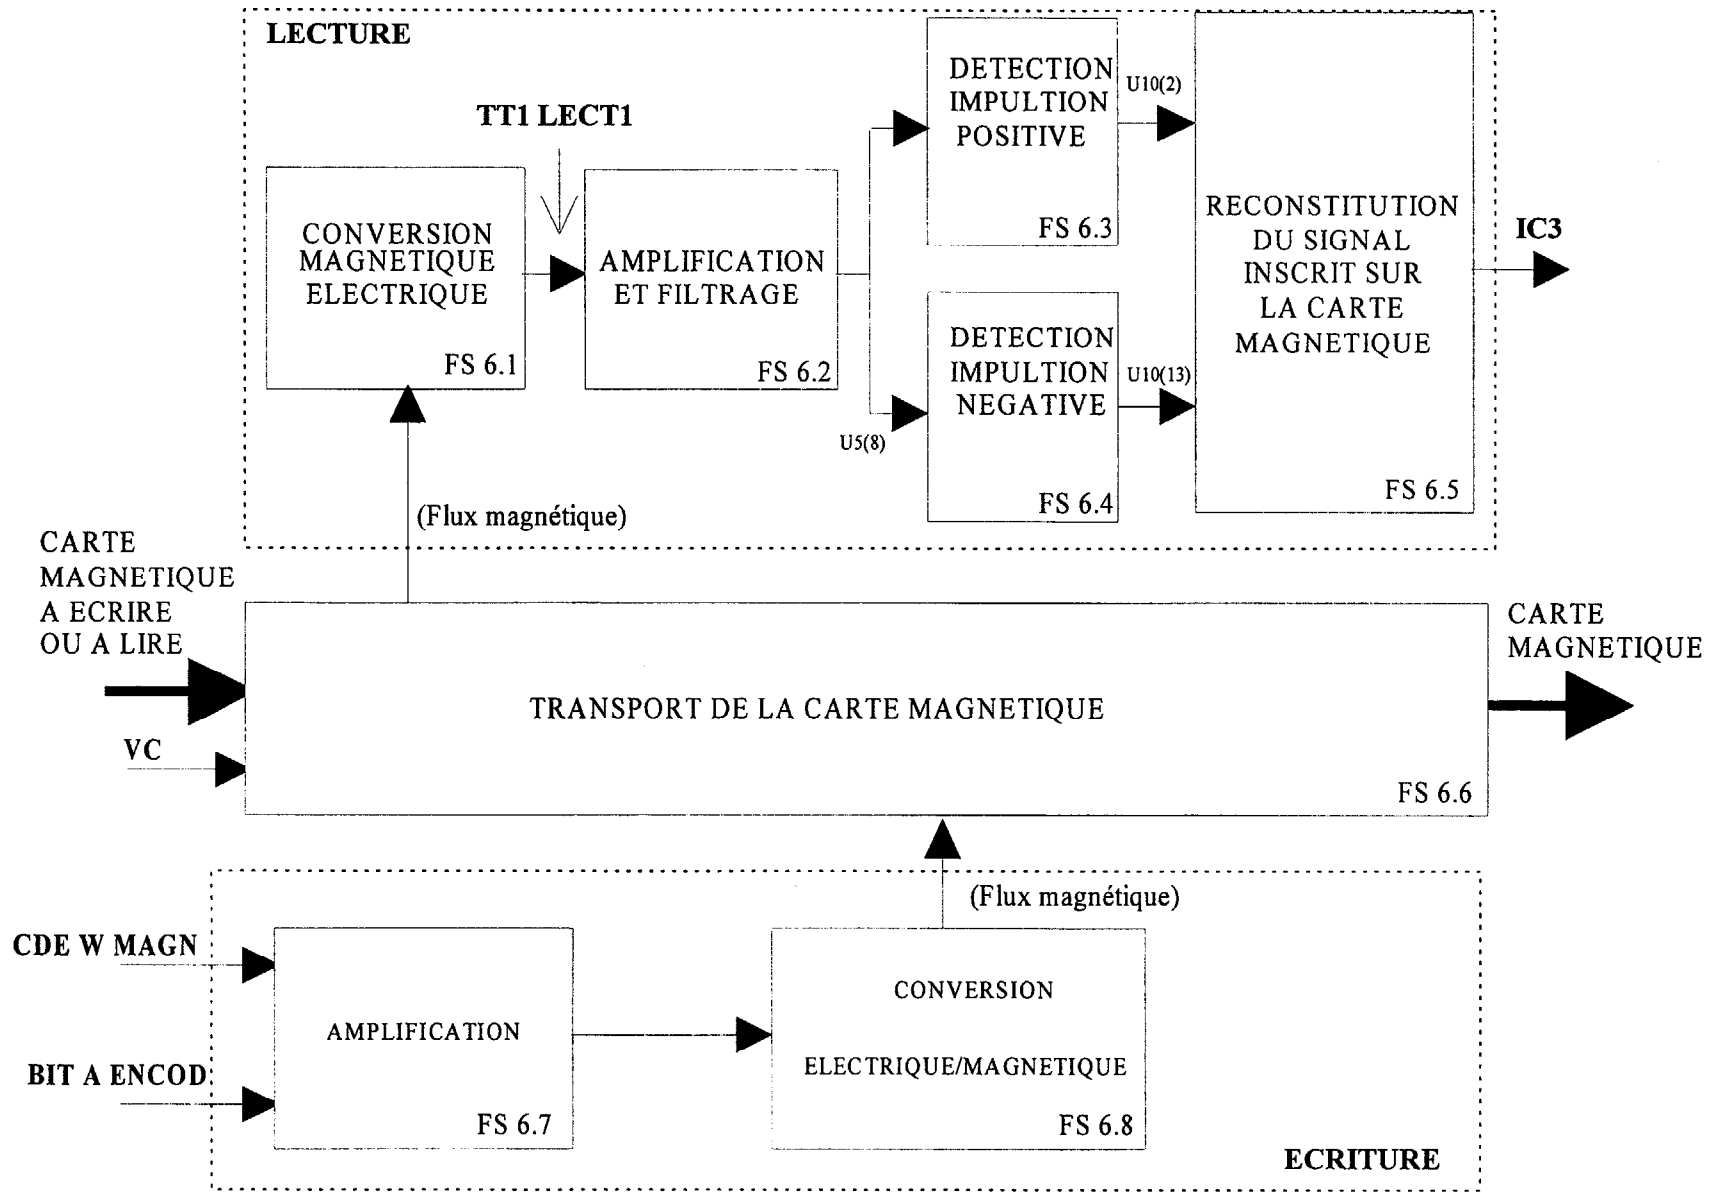 LECTURE
TT1 LECT1
CONVERSION
MAGNETIQUE
ELECTRIQUE
FS 6.1
AMPLIFICATION
ET FILTRAGE
FS 6.2
DETECTION
IMPULTION
POSITIVE
FS 6.3
U10(2)
U5(8)
DETECTION
IMPULTION
NEGATIVE
FS 6.4
U10(13)
RECONSTITUTION
DU SIGNAL
INSCRIT SUR
LA CARTE
MAGNETIQUE
FS 6.5
IC3
(Flux magnétique)
CARTE
MAGNETIQUE
A ECRIRE
OU A LIRE
VC
TRANSPORT DE LA CARTE MAGNETIQUE
FS 6.6
CARTE
MAGNETIQUE
(Flux magnétique)
CDE W MAGN
BIT A ENCOD
AMPLIFICATION
FS 6.7
CONVERSION
ELECTRIQUE/MAGNETIQUE
FS 6.8
ECRITURE